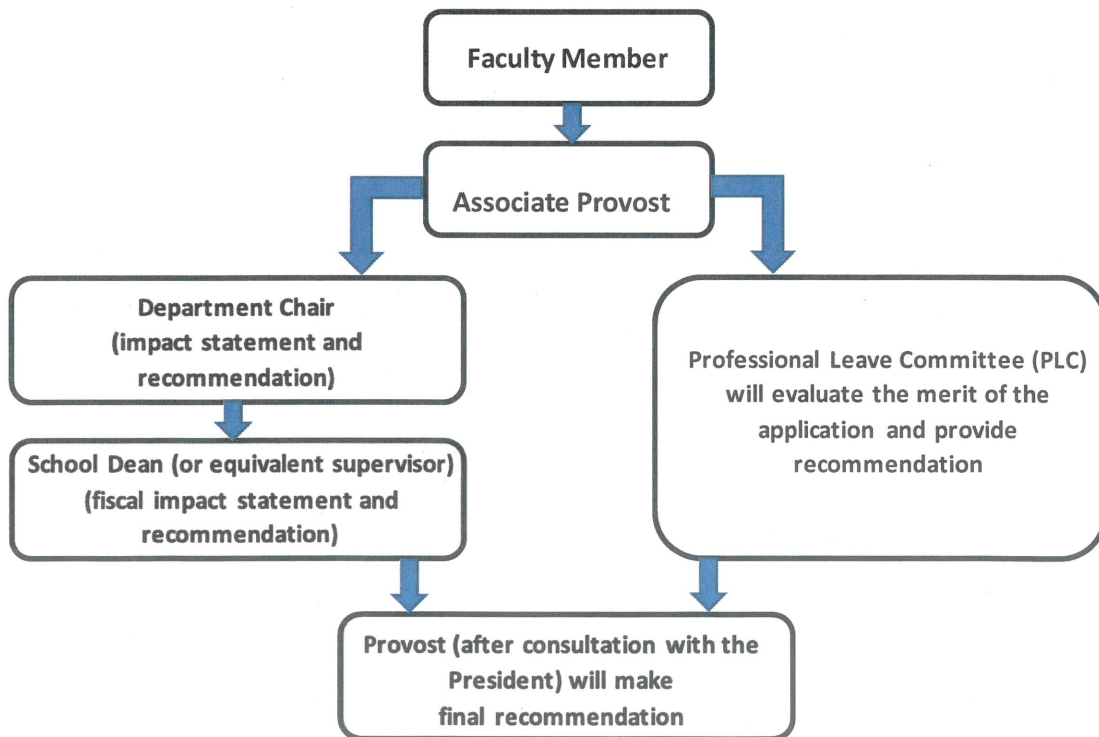 Faculty Member
Associate Provost
Department Chair
(impact statement and
recommendation)
School Dean (or equivalent supervisor)
(fiscal impact statement and
recommendation)
Professional Leave Committee (PLC)
will evaluate the merit of the
application and provide
recommendation
Provost (after consultation with the
President) will make
final recommendation